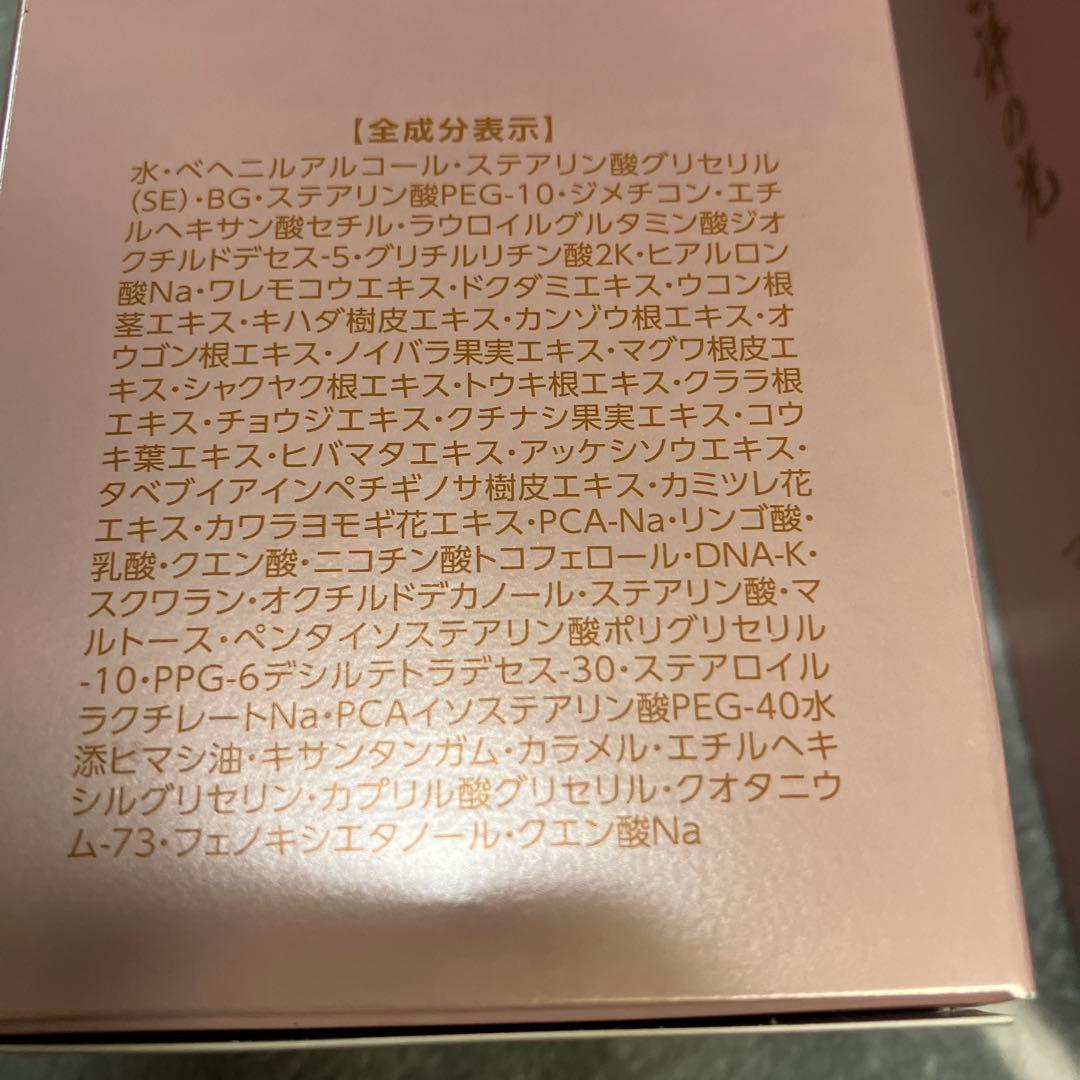 【全成分表示】
水・ベヘニルアルコール・ステアリン酸グリセリル
(SE)・BG・ステアリン酸PEG-10・ジメチコン・エチ
ルヘキサン酸セチル・ラウロイルグルタミン酸ジオ
クチルドデセス-5・グリチルリチン酸2K・ヒアルロン
酸Na・ワレモコウエキス・ドクダミエキス・ウコン根
茎エキス・キハダ樹皮エキス・カンゾウ根エキス・オ
ウゴン根エキス・ノイバラ果実エキス・マグワ根皮エ
キス・シャクヤク根エキス・トウキ根エキス・クララ根
エキス・チョウジエキス・クチナシ果実エキス・コウ
キ葉エキス・ヒバマタエキス・アッケシソウエキス・
タベブイアインペチギノサ樹皮エキス・カミツレ花
エキス・カワラヨモギ花エキス・PCA-Na・リンゴ酸・
乳酸・クエン酸・ニコチン酸トコフェロール・DNA-K・
スクワラン・オクチルドデカノール・ステアリン酸・マ
ルトース・ペンタイソステアリン酸ポリグリセリル
-10・PPG-6デシルテトラデセス-30・ステアロイル
ラクチレートNa・PCAイソステアリン酸PEG-40水
添ヒマシ油・キサンタンガム・カラメル・エチルヘキ
シルグリセリン・カプリル酸グリセリル・クオタニウ
ム-73・フェノキシエタノール・クエン酸Na
の光